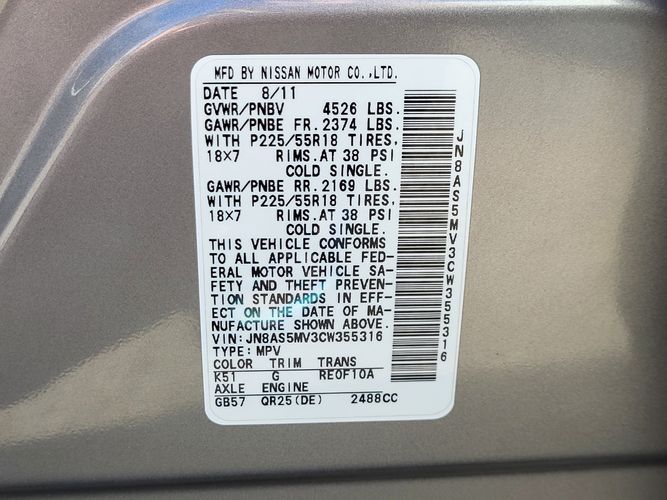 MFD BY NISSAN MOTOR CO.,LTD.
DATE 8/11
GVWR/PNBV 4526 LBS.
GAWR/PNBE FR.2374 LBS.
WITH P225/55R18 TIRES,
18×7 RIMS.AT 38 PSI
COLD SINGLE.
GAWR/PNBE RR.2169 LBS.
WITH P225/55R18 TIRES,
18×7 RIMS.AT 38 PSI
COLD SINGLE.
THIS VEHICLE CONFORMS
TO ALL APPLICABLE FED-
ERAL MOTOR VEHICLE SA-
FETY AND THEFT PREVEN-
TION STANDARDS IN EFF-
ECT ON THE DATE OF MA-
NUFACTURE SHOWN ABOVE.
VIN:JN8AS5MV3CW355316
TYPE:MPV
COLOR TRIM TRANS
K51 G RE0F10A
AXLE ENGINE
GB57 QR25(DE) 2488CC
JN8AS5MV3CW355316